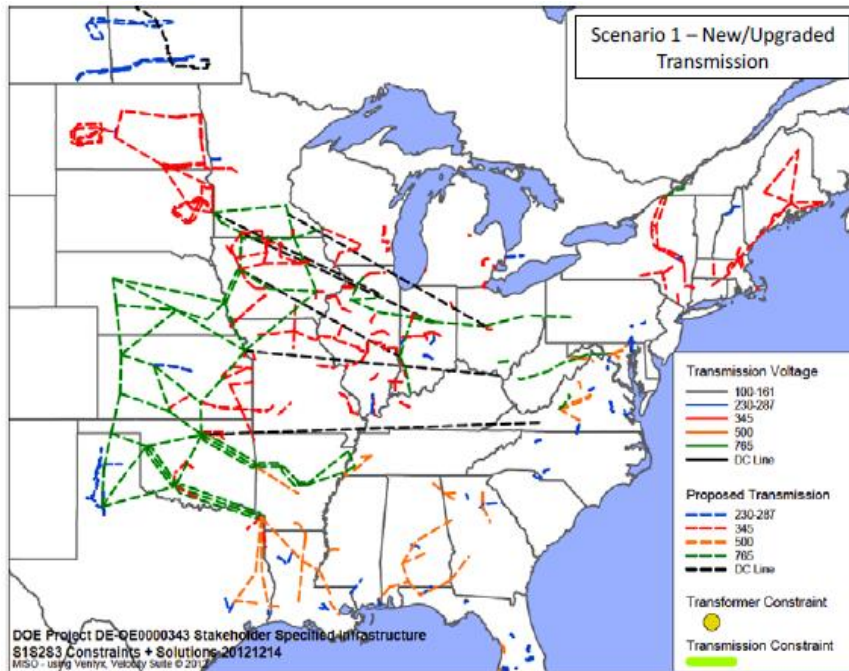 Scenario 1 – New/Upgraded
Transmission
Transmission Voltage
100-161
230-287
345
500
765
DC Line
Proposed Transmission
230-287
345
500
765
DC Line
Transformer Constraint
Transmission Constraint
DOE Project DE-OE0000343 Stakeholder Specified Infrastructure
S1S2S3 Constraints + Solutions 20121214
MISO - using Ventyx, Velocity Suite © 2012